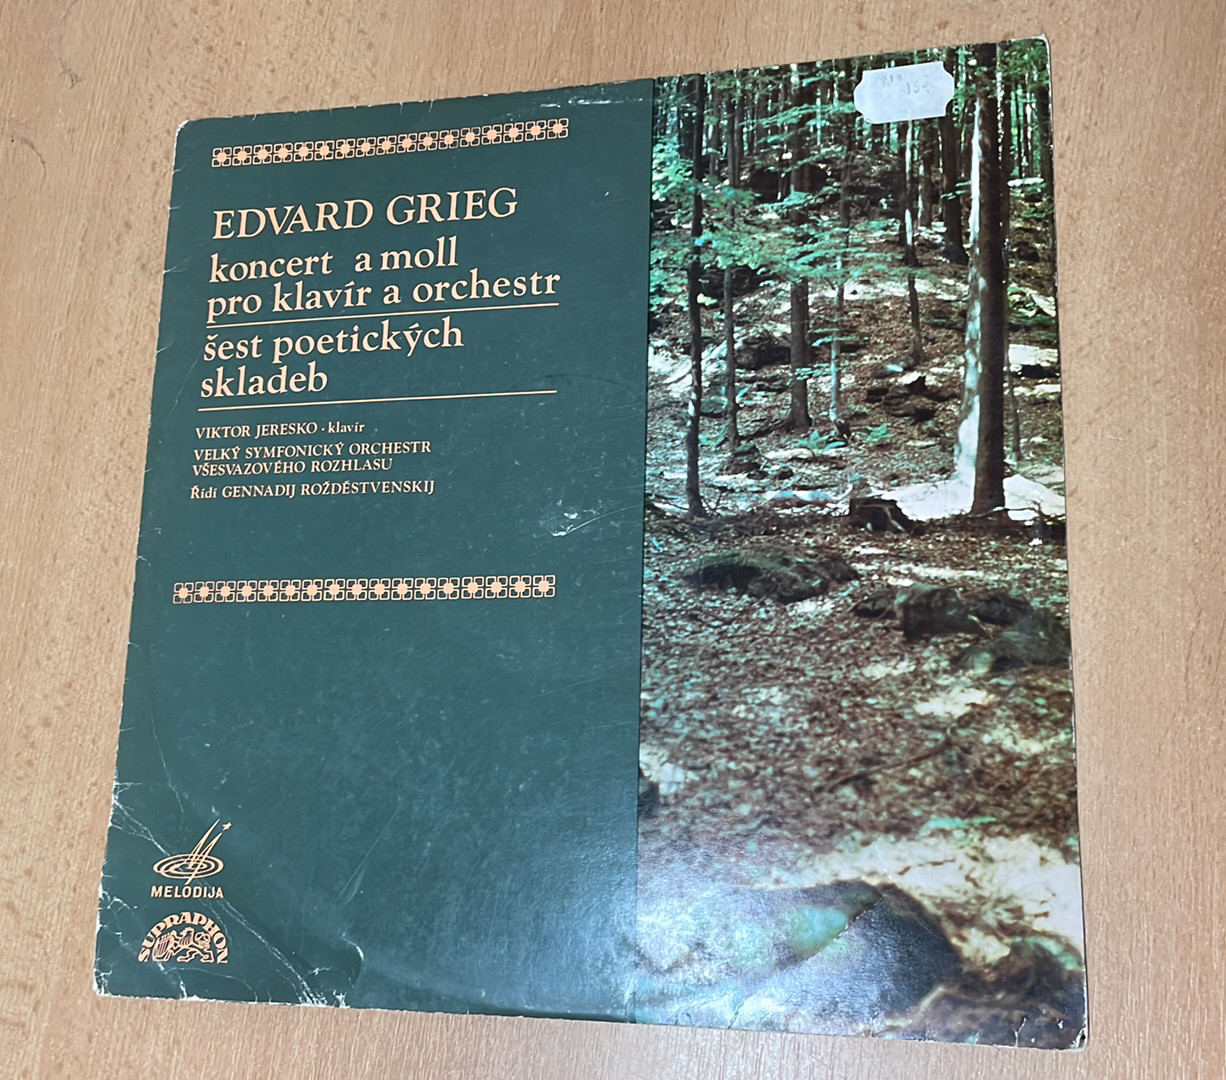 EDVARD GRIEG
koncert a moll
pro klavír a orchestr
šest poetických
skladeb
VIKTOR JERESKO · klavír
VELKÝ SYMFONICKÝ ORCHESTR
VŠESVAZOVÉHO ROZHLASU
Řídí GENNADIJ ROŽDĚSTVENSKIJ
MELODIJA
SUPRAPHON